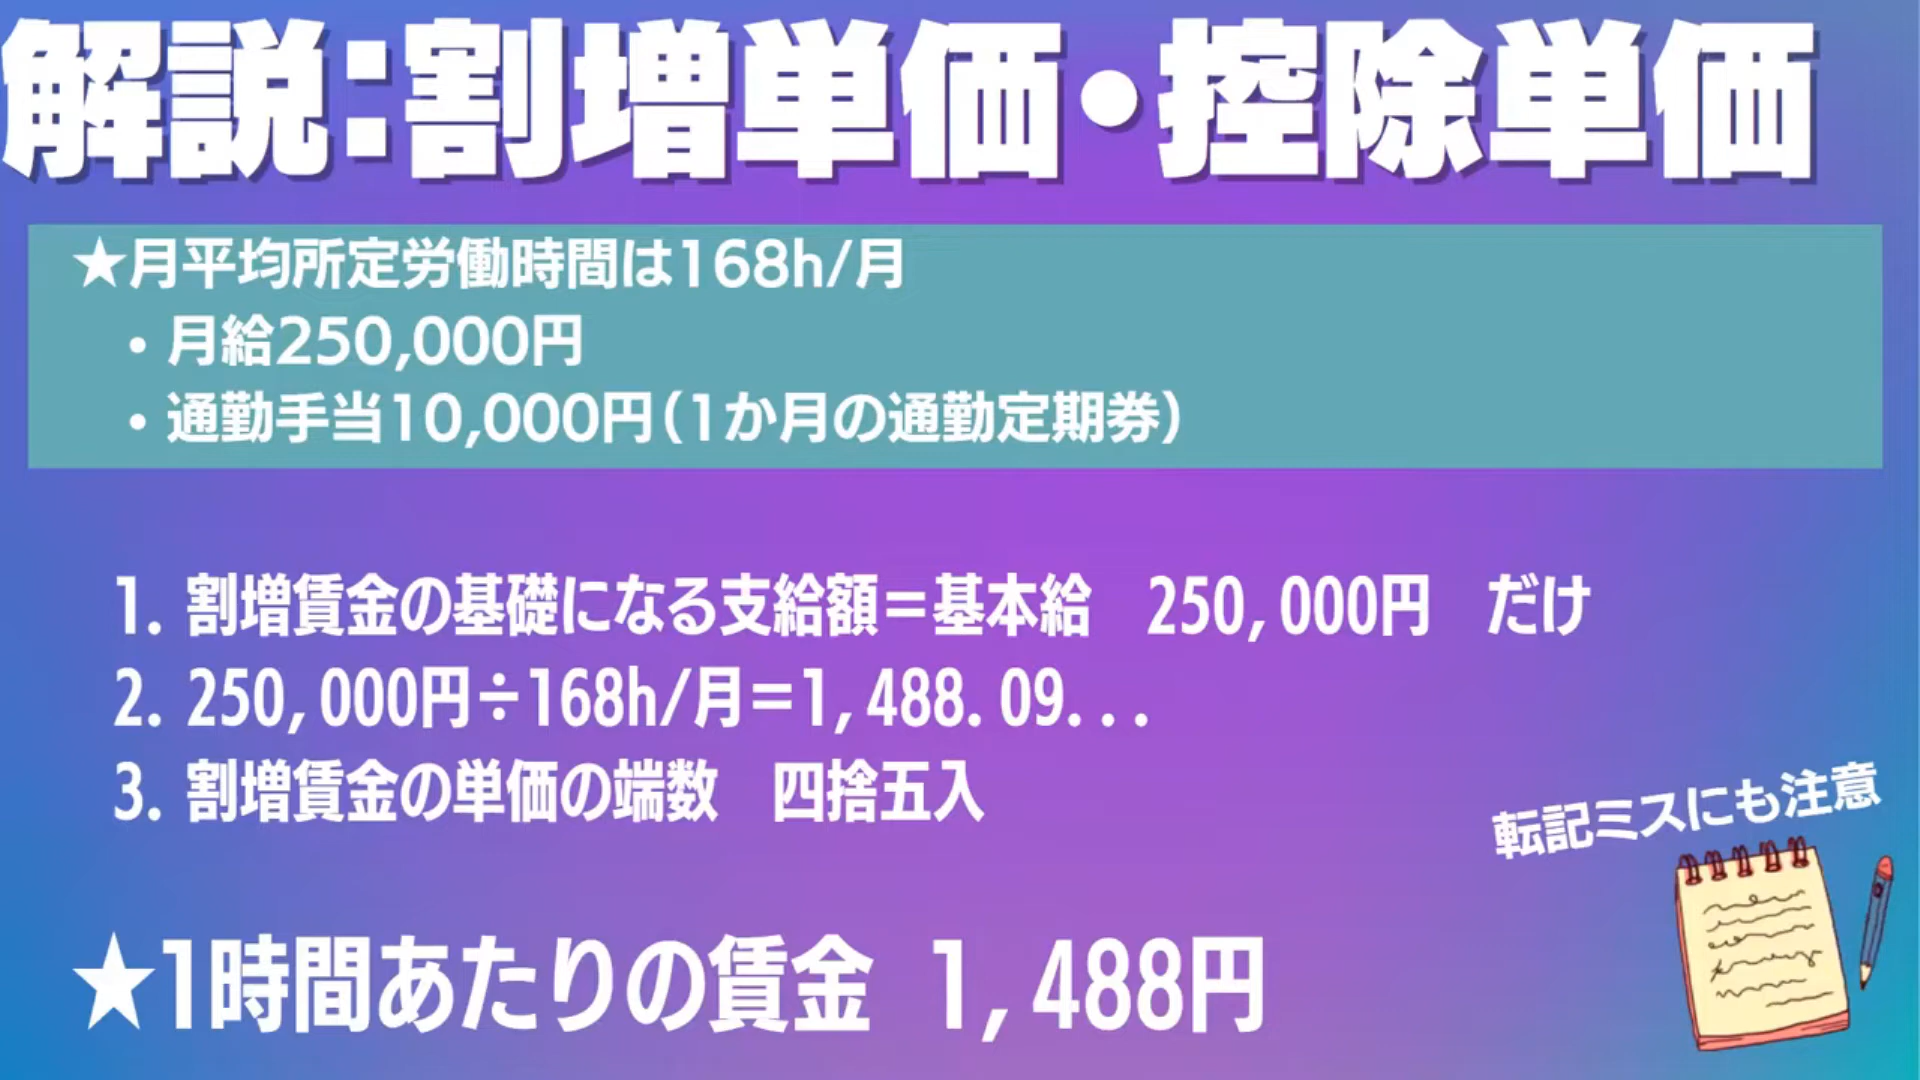 解説：割増単価・控除単価
★月平均所定労働時間は168h/月
・月給250,000円
・通勤手当10,000円（1か月の通勤定期券）
1. 割増賃金の基礎になる支給額＝基本給　250,000円　だけ
2. 250,000円÷168h/月＝1,488.09...
3. 割増賃金の単価の端数　四捨五入
転記ミスにも注意
★1時間あたりの賃金　1,488円